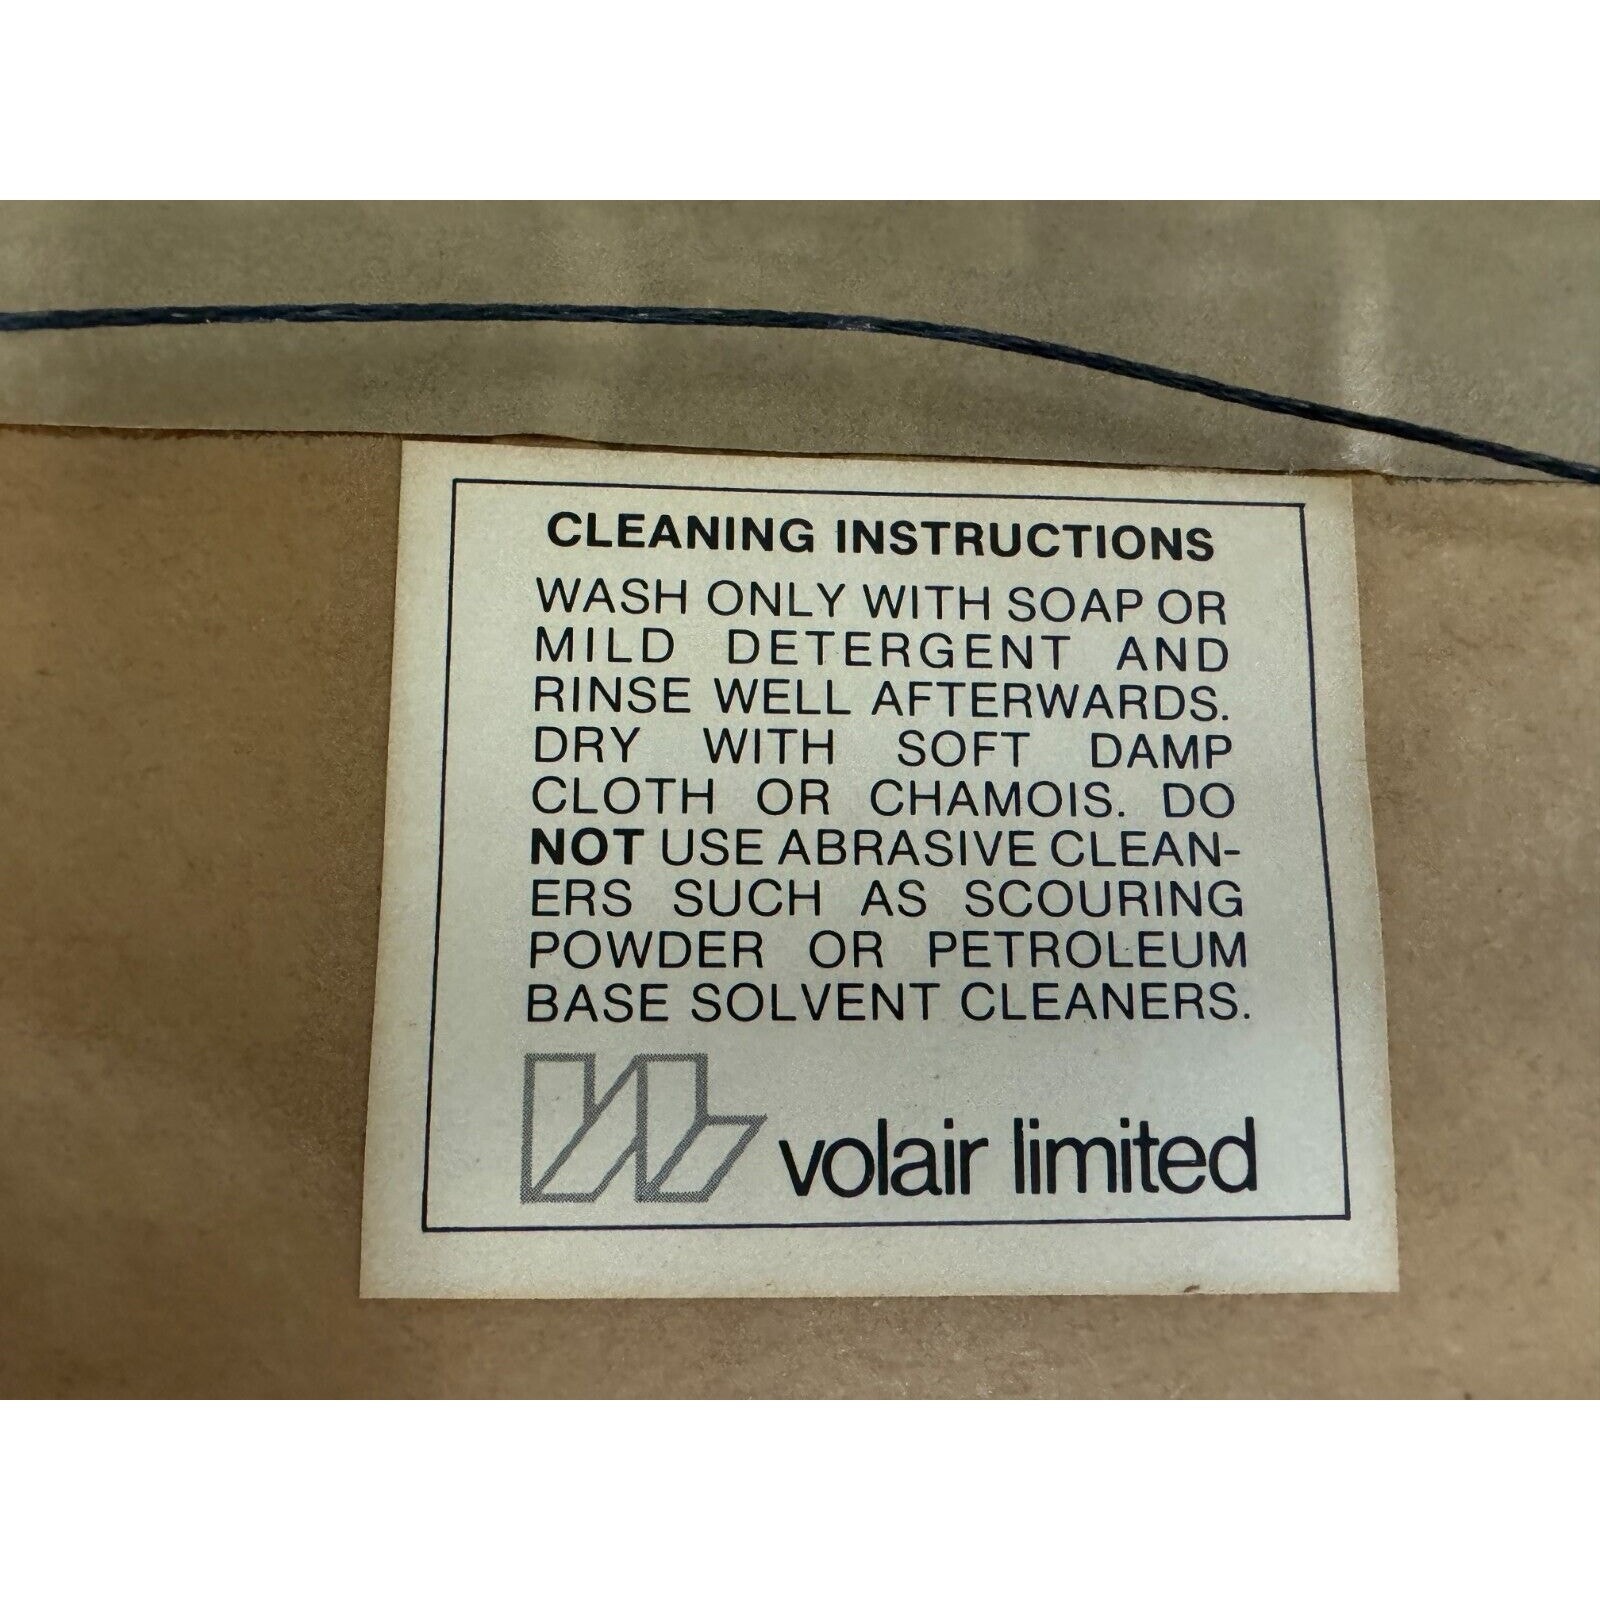 CLEANING INSTRUCTIONS
WASH ONLY WITH SOAP OR
MILD DETERGENT AND
RINSE WELL AFTERWARDS.
DRY WITH SOFT DAMP
CLOTH OR CHAMOIS. DO
NOT USE ABRASIVE CLEAN-
ERS SUCH AS SCOURING
POWDER OR PETROLEUM
BASE SOLVENT CLEANERS.
volair limited